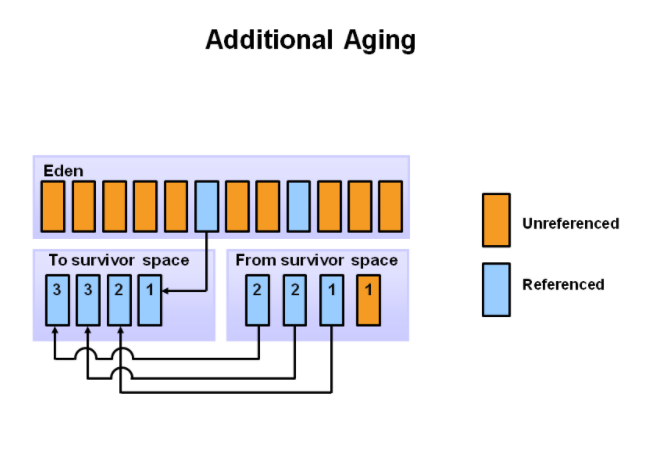 Additional Aging
Eden
To survivor space
From survivor space
3 3 2 1
2 2 1 1
Unreferenced
Referenced